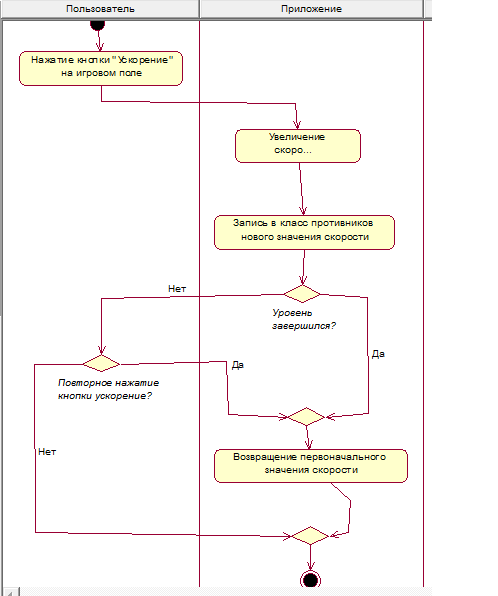 Пользователь
Приложение
Нажатие кнопки "Ускорение"
на игровом поле
Увеличение
скоро...
Запись в класс противников
нового значения скорости
Нет
Уровень
завершился?
Да
Да
Повторное нажатие
кнопки ускорение?
Нет
Возвращение первоначального
значения скорости